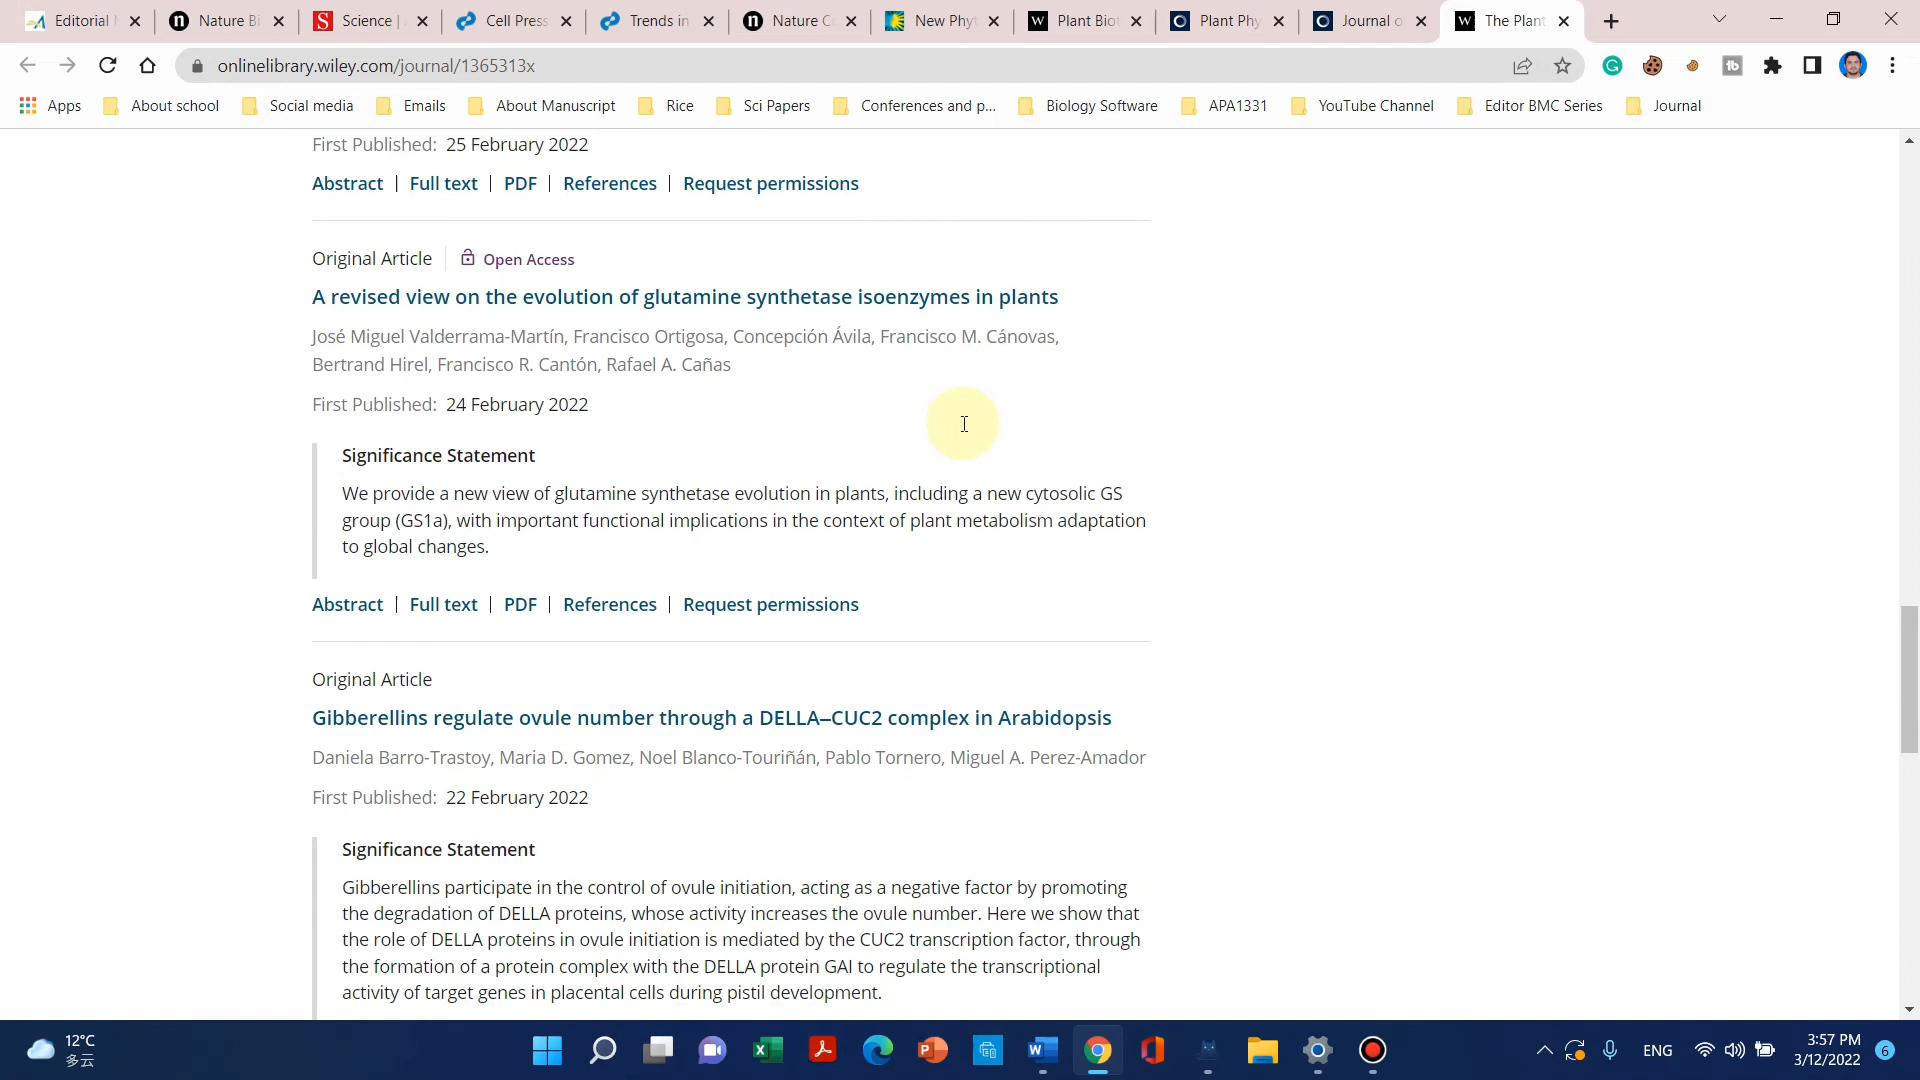 Editorial M
Nature Bi
Science |
Cell Press
Trends in
Nature Co
New Phyt
Plant Biot
Plant Phy
Journal o
The Plant
onlinelibrary.wiley.com/journal/1365313x
Apps
About school
Social media
Emails
About Manuscript
Rice
Sci Papers
Conferences and p...
Biology Software
APA1331
YouTube Channel
Editor BMC Series
Journal
First Published: 25 February 2022
Abstract | Full text | PDF | References | Request permissions
Original Article
Open Access
A revised view on the evolution of glutamine synthetase isoenzymes in plants
José Miguel Valderrama-Martín, Francisco Ortigosa, Concepción Ávila, Francisco M. Cánovas,
Bertrand Hirel, Francisco R. Cantón, Rafael A. Cañas
First Published: 24 February 2022
Significance Statement
We provide a new view of glutamine synthetase evolution in plants, including a new cytosolic GS
group (GS1a), with important functional implications in the context of plant metabolism adaptation
to global changes.
Abstract | Full text | PDF | References | Request permissions
Original Article
Gibberellins regulate ovule number through a DELLA–CUC2 complex in Arabidopsis
Daniela Barro-Trastoy, Maria D. Gomez, Noel Blanco-Touriñán, Pablo Tornero, Miguel A. Perez-Amador
First Published: 22 February 2022
Significance Statement
Gibberellins participate in the control of ovule initiation, acting as a negative factor by promoting
the degradation of DELLA proteins, whose activity increases the ovule number. Here we show that
the role of DELLA proteins in ovule initiation is mediated by the CUC2 transcription factor, through
the formation of a protein complex with the DELLA protein GAI to regulate the transcriptional
activity of target genes in placental cells during pistil development.
12°C
多云
ENG
3:57 PM
3/12/2022
6